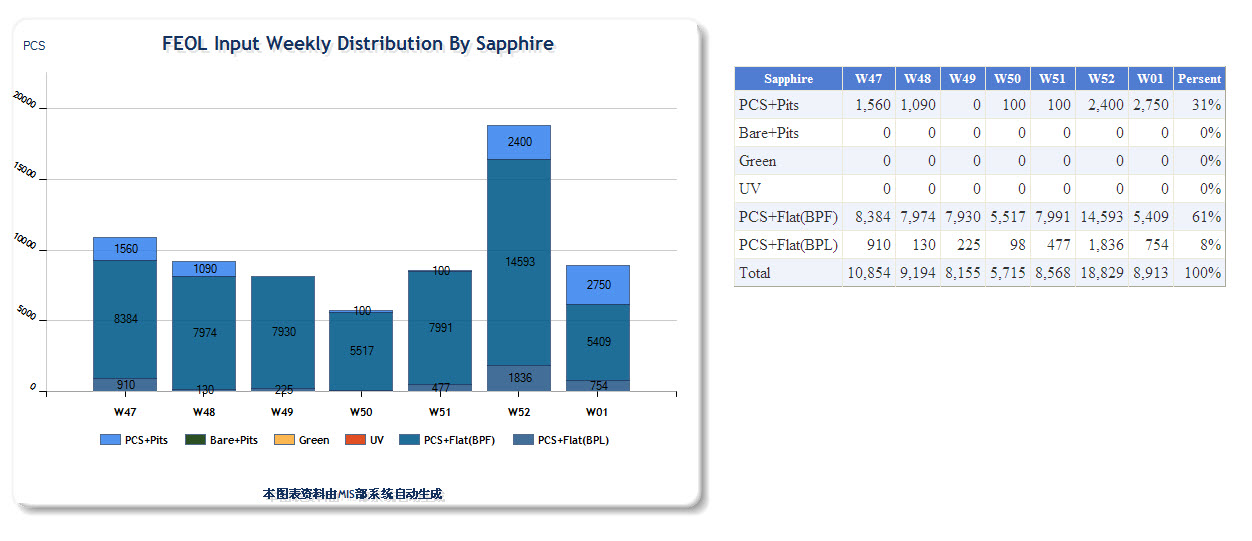 FEOL Input Weekly Distribution By Sapphire
PCS
20000
15000
10000
5000
0
1560
8384
910
1090
7974
130
7930
225
100
5517
100
7991
477
2400
14593
1836
2750
5409
754
W47 W48 W49 W50 W51 W52 W01
PCS+Pits Bare+Pits Green UV PCS+Flat(BPF) PCS+Flat(BPL)
本图表资料由MIS部系统自动生成
Sapphire W47 W48 W49 W50 W51 W52 W01 Persent
PCS+Pits 1,560 1,090 0 100 100 2,400 2,750 31%
Bare+Pits 0 0 0 0 0 0 0 0%
Green 0 0 0 0 0 0 0 0%
UV 0 0 0 0 0 0 0 0%
PCS+Flat(BPF) 8,384 7,974 7,930 5,517 7,991 14,593 5,409 61%
PCS+Flat(BPL) 910 130 225 98 477 1,836 754 8%
Total 10,854 9,194 8,155 5,715 8,568 18,829 8,913 100%